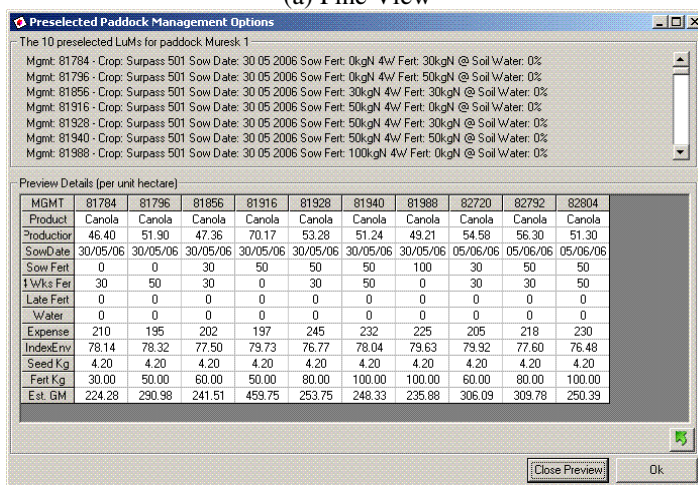 (a) Fine View
Preselected Paddock Management Options
The 10 preselected LuMs for paddock Muresk 1
Mgmt: 81784 - Crop: Surpass 501 Sow Date: 30 05 2006 Sow Fert: 0kgN 4W Fert: 30kgN @ Soil Water: 0%
Mgmt: 81796 - Crop: Surpass 501 Sow Date: 30 05 2006 Sow Fert: 0kgN 4W Fert: 50kgN @ Soil Water: 0%
Mgmt: 81856 - Crop: Surpass 501 Sow Date: 30 05 2006 Sow Fert: 30kgN 4W Fert: 30kgN @ Soil Water: 0%
Mgmt: 81916 - Crop: Surpass 501 Sow Date: 30 05 2006 Sow Fert: 50kgN 4W Fert: 0kgN @ Soil Water: 0%
Mgmt: 81928 - Crop: Surpass 501 Sow Date: 30 05 2006 Sow Fert: 50kgN 4W Fert: 30kgN @ Soil Water: 0%
Mgmt: 81940 - Crop: Surpass 501 Sow Date: 30 05 2006 Sow Fert: 50kgN 4W Fert: 50kgN @ Soil Water: 0%
Mgmt: 81988 - Crop: Surpass 501 Sow Date: 30 05 2006 Sow Fert: 100kgN 4W Fert: 0kgN @ Soil Water: 0%
Preview Details (per unit hectare)
MGMT 81784 81796 81856 81916 81928 81940 81988 82720 82792 82804
Product Canola Canola Canola Canola Canola Canola Canola Canola Canola Canola
Production 46.40 51.90 47.36 70.17 53.28 51.24 49.21 54.58 56.30 51.30
SowDate 30/05/06 30/05/06 30/05/06 30/05/06 30/05/06 30/05/06 30/05/06 05/06/06 05/06/06 05/06/06
Sow Fert 0 0 30 50 50 50 100 30 50 50
4 Wks Fer 30 50 30 0 30 50 0 30 30 50
Late Fert 0 0 0 0 0 0 0 0 0 0
Water 0 0 0 0 0 0 0 0 0 0
Expense 210 195 202 197 245 232 225 205 218 230
IndexEnv 78.14 78.32 77.50 79.73 76.77 78.04 79.63 79.92 77.60 76.48
Seed Kg 4.20 4.20 4.20 4.20 4.20 4.20 4.20 4.20 4.20 4.20
Fert Kg 30.00 50.00 60.00 50.00 80.00 100.00 100.00 60.00 80.00 100.00
Est. GM 224.28 290.98 241.51 459.75 253.75 248.33 235.88 306.09 309.78 250.39
Close Preview Ok